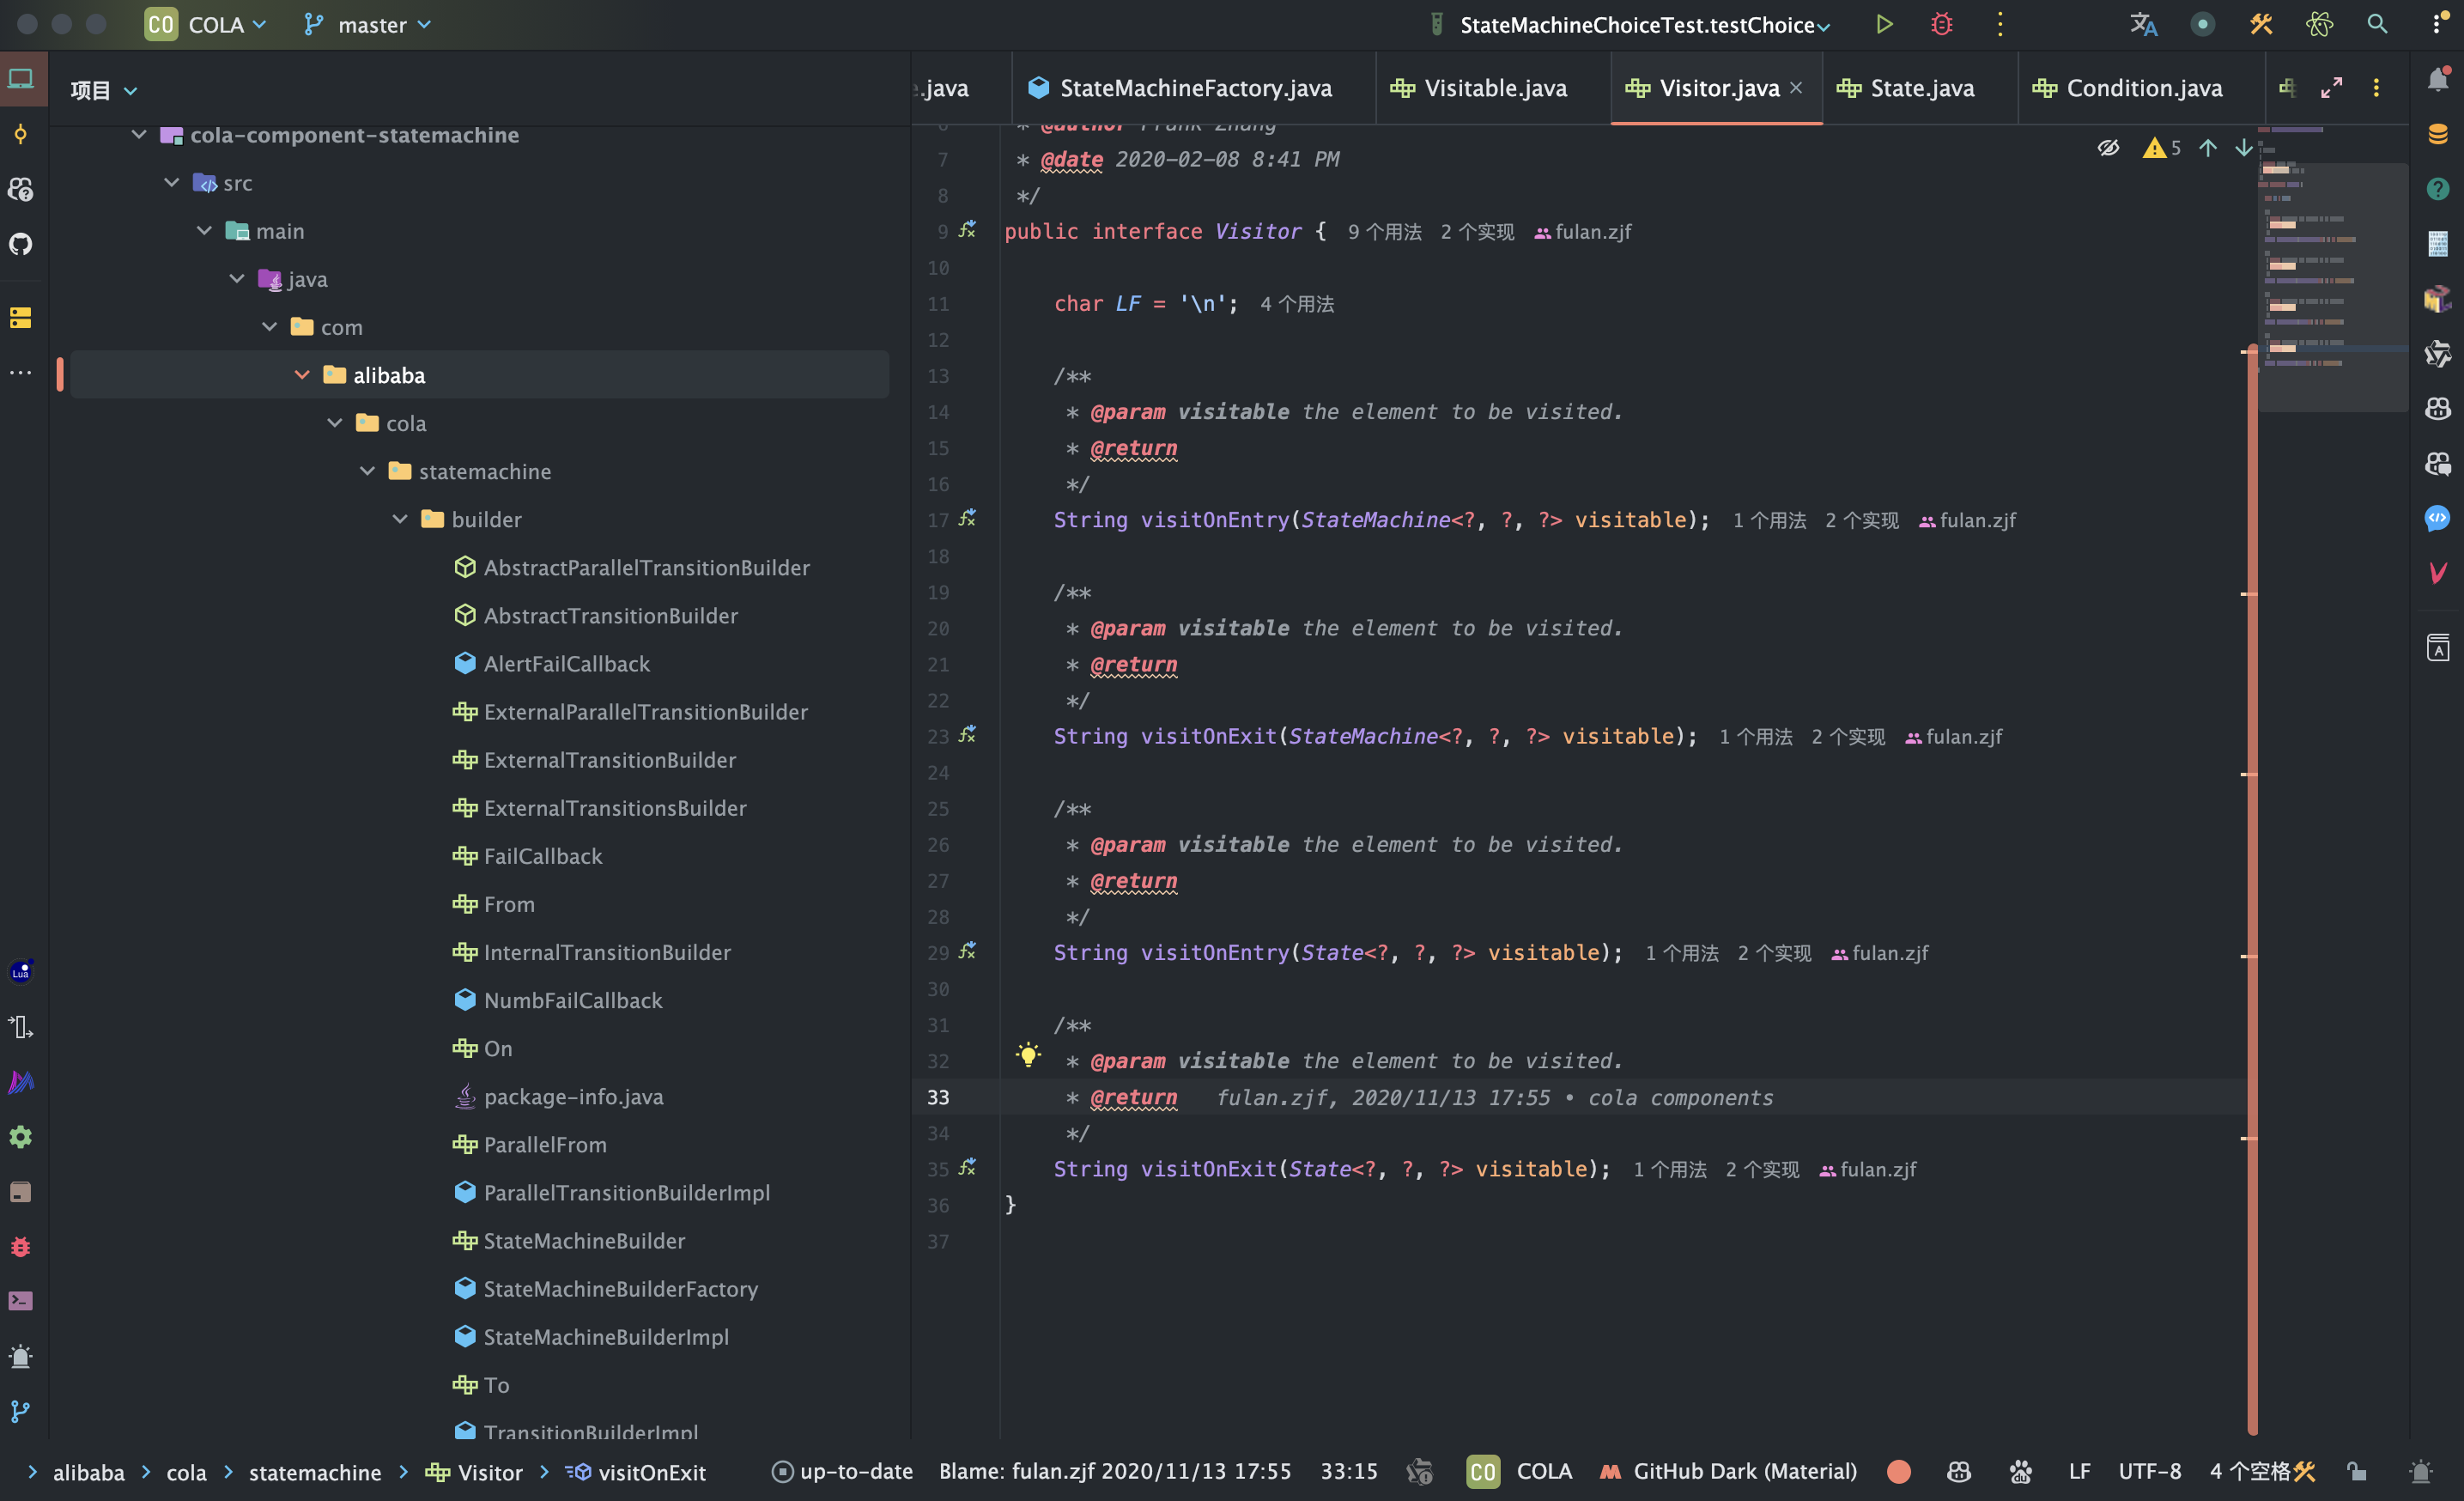 CO COLA master StateMachineChoiceTest.testChoice
项目
cola-component-statemachine
src
main
java
com
alibaba
cola
statemachine
builder
AbstractParallelTransitionBuilder
AbstractTransitionBuilder
AlertFailCallback
ExternalParallelTransitionBuilder
ExternalTransitionBuilder
ExternalTransitionsBuilder
FailCallback
From
InternalTransitionBuilder
NumbFailCallback
On
package-info.java
ParallelFrom
ParallelTransitionBuilderImpl
StateMachineBuilder
StateMachineBuilderFactory
StateMachineBuilderImpl
To
TransitionBuilderImpl
.java StateMachineFactory.java Visitable.java Visitor.java State.java Condition.java
5
6 * @author Frank Zhang
7 * @date 2020-02-08 8:41 PM
8 */
9 public interface Visitor { 9 个用法 2 个实现 fulan.zjf
10
11 char LF = '\n'; 4 个用法
12
13 /**
14 * @param visitable the element to be visited.
15 * @return
16 */
17 String visitOnEntry(StateMachine<?, ?, ?> visitable); 1 个用法 2 个实现 fulan.zjf
18
19 /**
20 * @param visitable the element to be visited.
21 * @return
22 */
23 String visitOnExit(StateMachine<?, ?, ?> visitable); 1 个用法 2 个实现 fulan.zjf
24
25 /**
26 * @param visitable the element to be visited.
27 * @return
28 */
29 String visitOnEntry(State<?, ?, ?> visitable); 1 个用法 2 个实现 fulan.zjf
30
31 /**
32 * @param visitable the element to be visited.
33 * @return fulan.zjf, 2020/11/13 17:55 • cola components
34 */
35 String visitOnExit(State<?, ?, ?> visitable); 1 个用法 2 个实现 fulan.zjf
36 }
37
Lua
alibaba cola statemachine Visitor visitOnExit up-to-date Blame: fulan.zjf 2020/11/13 17:55 33:15 CO COLA GitHub Dark (Material) LF UTF-8 4 个空格